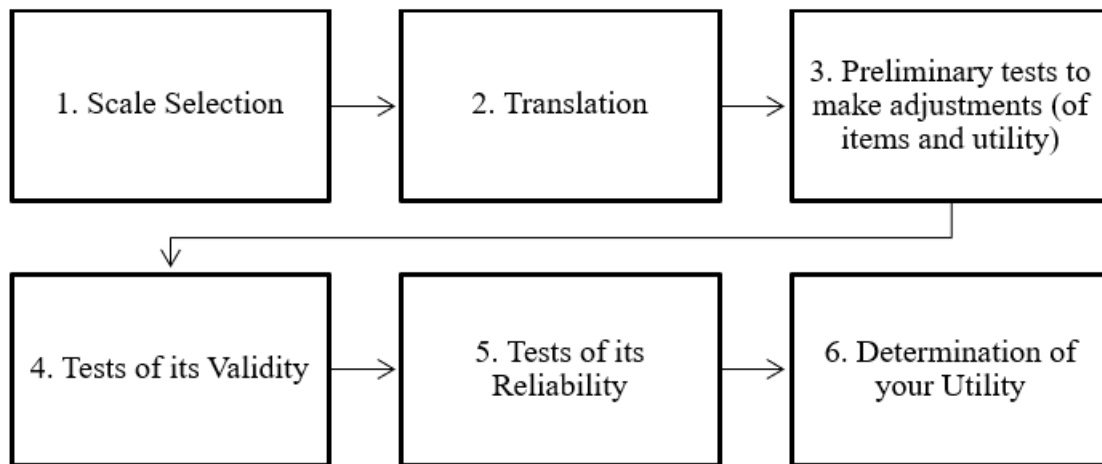 1. Scale Selection
2. Translation
3. Preliminary tests to
make adjustments (of
items and utility)
4. Tests of its Validity
5. Tests of its
Reliability
6. Determination of
your Utility